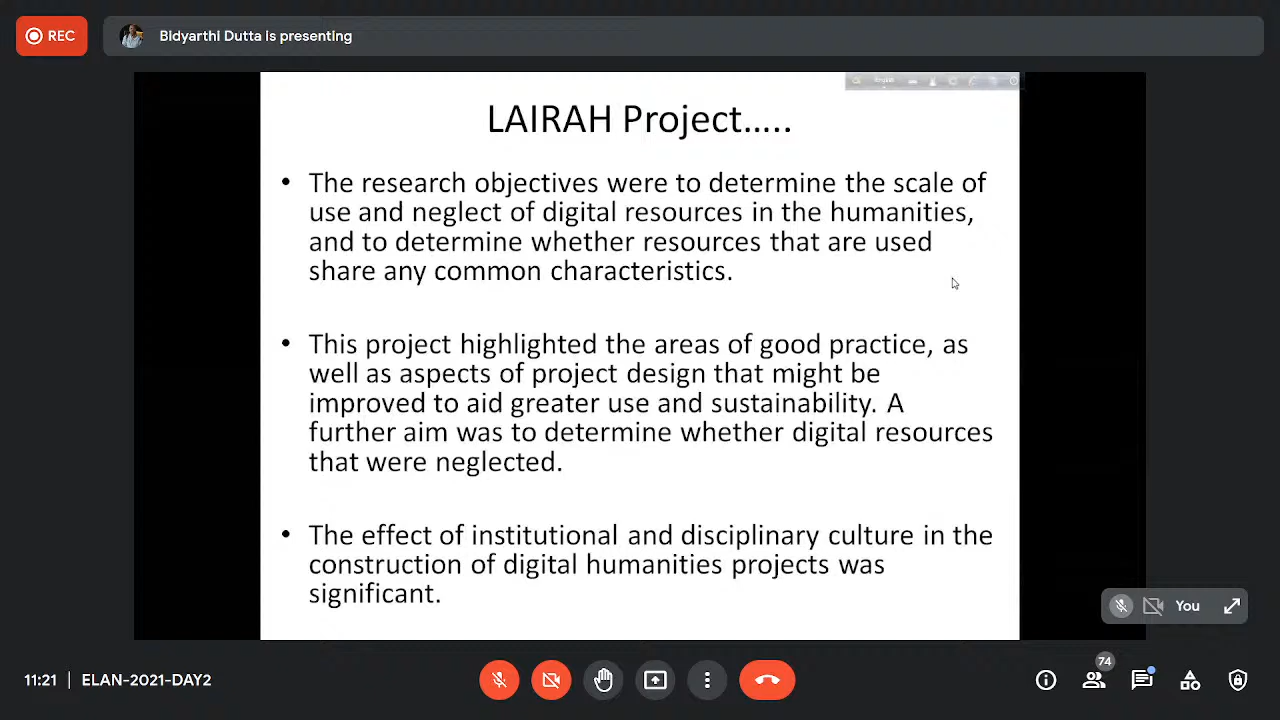 REC
Bidyarthi Dutta is presenting
English
LAIRAH Project.....
• The research objectives were to determine the scale of
use and neglect of digital resources in the humanities,
and to determine whether resources that are used
share any common characteristics.
• This project highlighted the areas of good practice, as
well as aspects of project design that might be
improved to aid greater use and sustainability. A
further aim was to determine whether digital resources
that were neglected.
• The effect of institutional and disciplinary culture in the
construction of digital humanities projects was
significant.
You
74
11:21 | ELAN-2021-DAY2